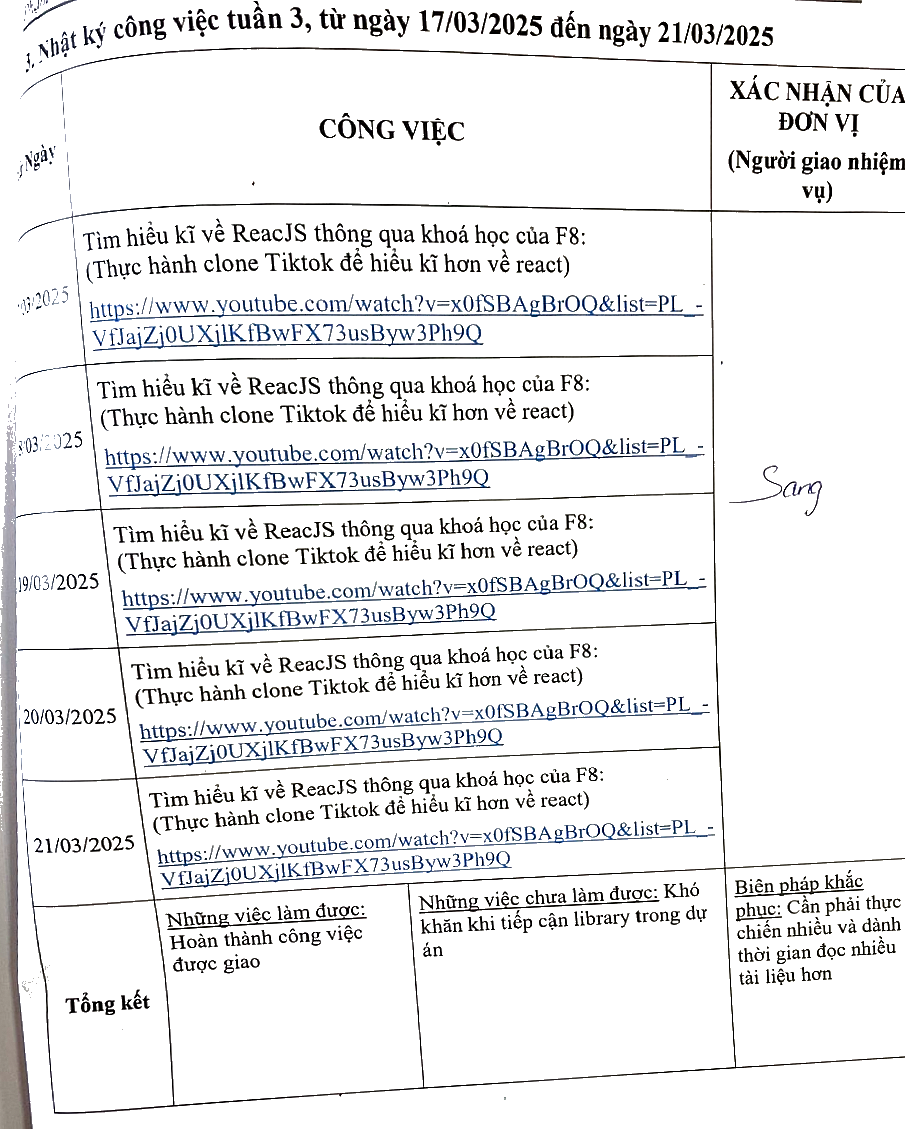 3. Nhật ký công việc tuần 3, từ ngày 17/03/2025 đến ngày 21/03/2025
Ngày
CÔNG VIỆC
XÁC NHẬN CỦA
ĐƠN VỊ
(Người giao nhiệm
vụ)
/03/2025
Tìm hiểu kĩ về ReacJS thông qua khoá học của F8:
(Thực hành clone Tiktok để hiểu kĩ hơn về react)
https://www.youtube.com/watch?v=x0fSBAgBrOQ&list=PL_-
VfJajZj0UXjlKfBwFX73usByw3Ph9Q
8/03/2025
Tìm hiểu kĩ về ReacJS thông qua khoá học của F8:
(Thực hành clone Tiktok để hiểu kĩ hơn về react)
https://www.youtube.com/watch?v=x0fSBAgBrOQ&list=PL_-
VfJajZj0UXjlKfBwFX73usByw3Ph9Q
Sang
19/03/2025
Tìm hiểu kĩ về ReacJS thông qua khoá học của F8:
(Thực hành clone Tiktok để hiểu kĩ hơn về react)
https://www.youtube.com/watch?v=x0fSBAgBrOQ&list=PL_-
VfJajZj0UXjlKfBwFX73usByw3Ph9Q
20/03/2025
Tìm hiểu kĩ về ReacJS thông qua khoá học của F8:
(Thực hành clone Tiktok để hiểu kĩ hơn về react)
https://www.youtube.com/watch?v=x0fSBAgBrOQ&list=PL_-
VfJajZj0UXjlKfBwFX73usByw3Ph9Q
21/03/2025
Tìm hiểu kĩ về ReacJS thông qua khoá học của F8:
(Thực hành clone Tiktok để hiểu kĩ hơn về react)
https://www.youtube.com/watch?v=x0fSBAgBrOQ&list=PL_-
VfJajZj0UXjlKfBwFX73usByw3Ph9Q
Tổng kết
Những việc làm được:
Hoàn thành công việc
được giao
Những việc chưa làm được: Khó
khăn khi tiếp cận library trong dự
án
Biện pháp khắc
phục: Cần phải thực
chiến nhiều và dành
thời gian đọc nhiều
tài liệu hơn